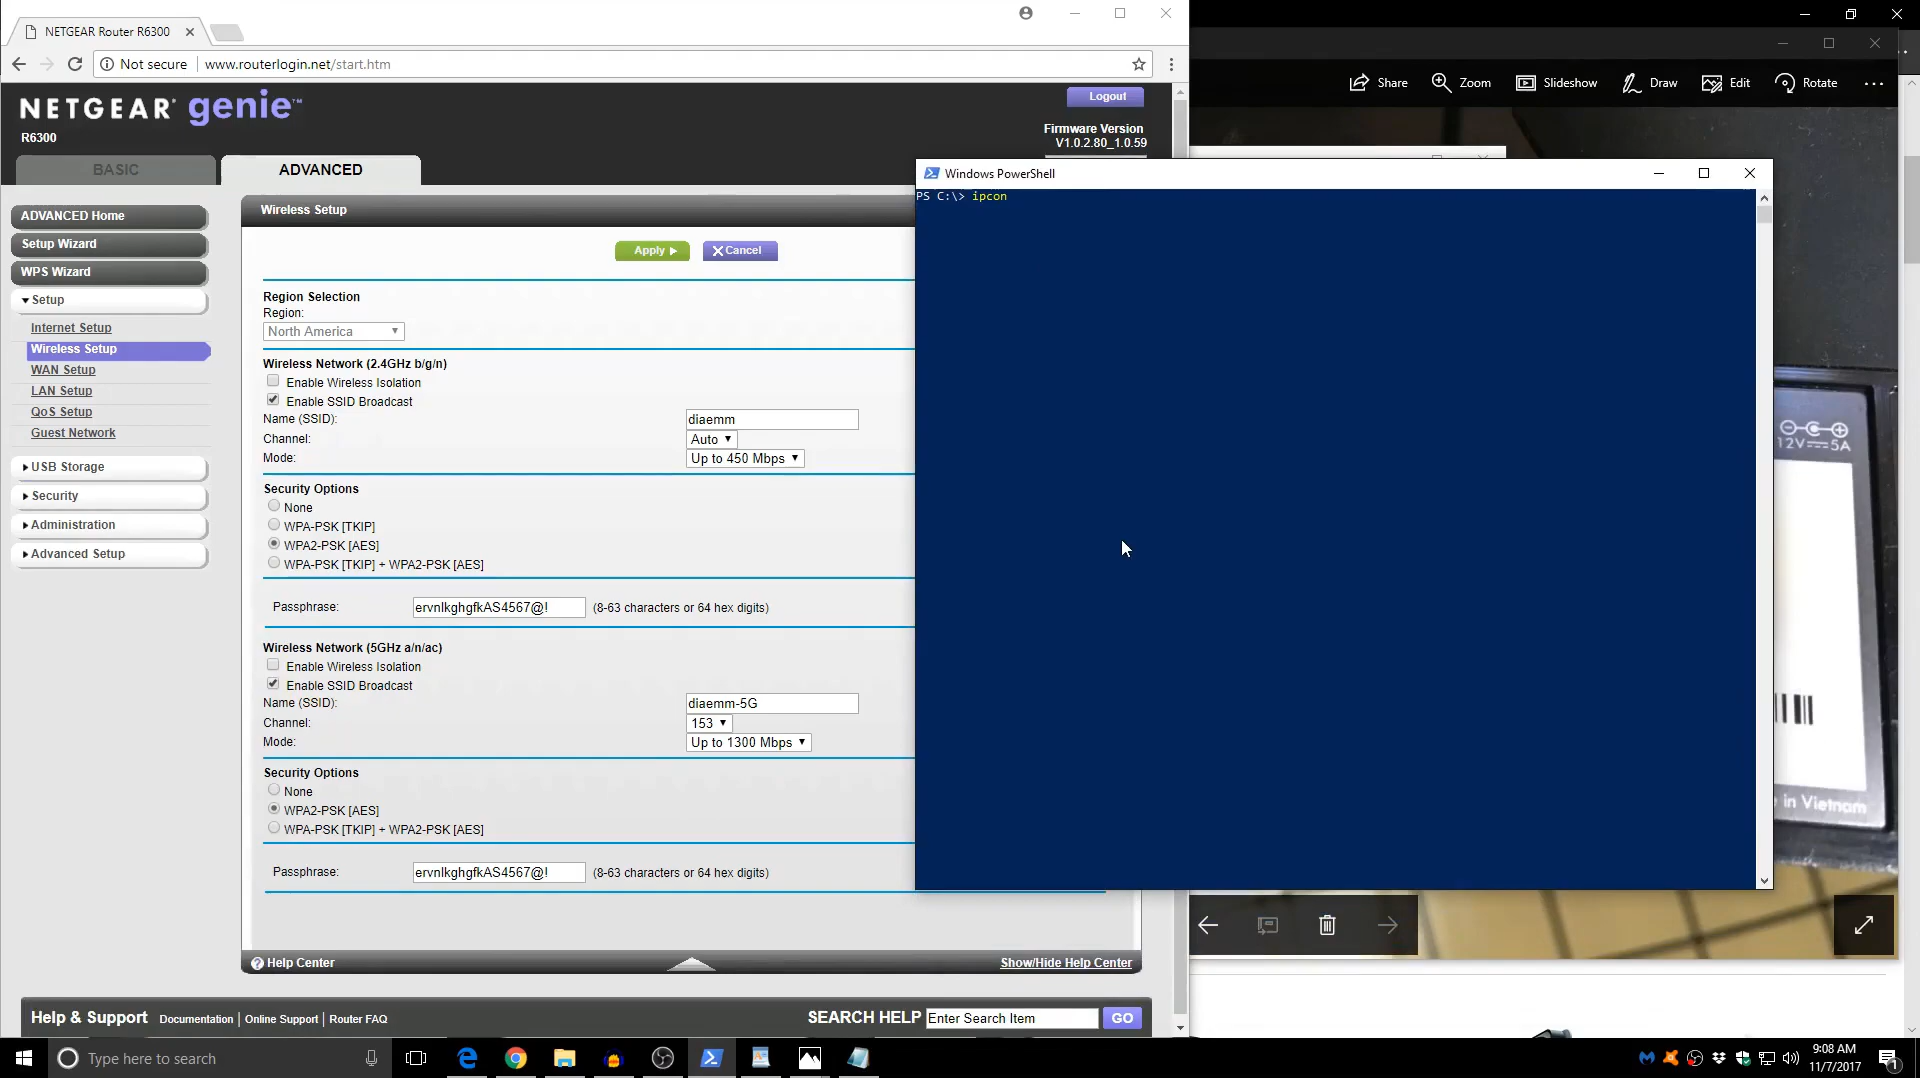 NETGEAR Router R6300
Not secure
www.routerlogin.net/start.htm
NETGEAR® genie™
R6300
Logout
Firmware Version
V1.0.2.80_1.0.59
BASIC
ADVANCED
ADVANCED Home
Setup Wizard
WPS Wizard
Setup
Internet Setup
Wireless Setup
WAN Setup
LAN Setup
QoS Setup
Guest Network
USB Storage
Security
Administration
Advanced Setup
Wireless Setup
Apply
Cancel
Region Selection
Region:
North America
Wireless Network (2.4GHz b/g/n)
Enable Wireless Isolation
Enable SSID Broadcast
Name (SSID): diaemm
Channel: Auto
Mode: Up to 450 Mbps
Security Options
None
WPA-PSK [TKIP]
WPA2-PSK [AES]
WPA-PSK [TKIP] + WPA2-PSK [AES]
Passphrase: ervnlkghgfkAS4567@! (8-63 characters or 64 hex digits)
Wireless Network (5GHz a/n/ac)
Enable Wireless Isolation
Enable SSID Broadcast
Name (SSID): diaemm-5G
Channel: 153
Mode: Up to 1300 Mbps
Security Options
None
WPA2-PSK [AES]
WPA-PSK [TKIP] + WPA2-PSK [AES]
Passphrase: ervnlkghgfkAS4567@! (8-63 characters or 64 hex digits)
Help Center
Show/Hide Help Center
Help & Support Documentation | Online Support | Router FAQ
SEARCH HELP Enter Search Item GO
Share
Zoom
Slideshow
Draw
Edit
Rotate
Windows PowerShell
PS C:\> ipcon
12V 5A
in Vietnam
Type here to search
9:08 AM
11/7/2017
1